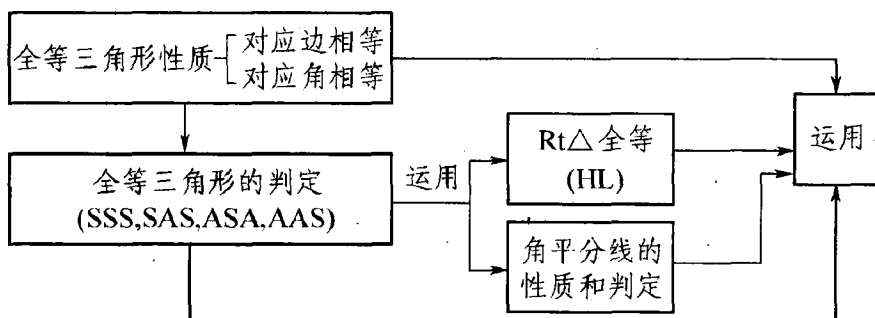 全等三角形性质
对应边相等
对应角相等
全等三角形的判定
(SSS,SAS,ASA,AAS)
运用
Rt△全等
(HL)
角平分线的
性质和判定
运用